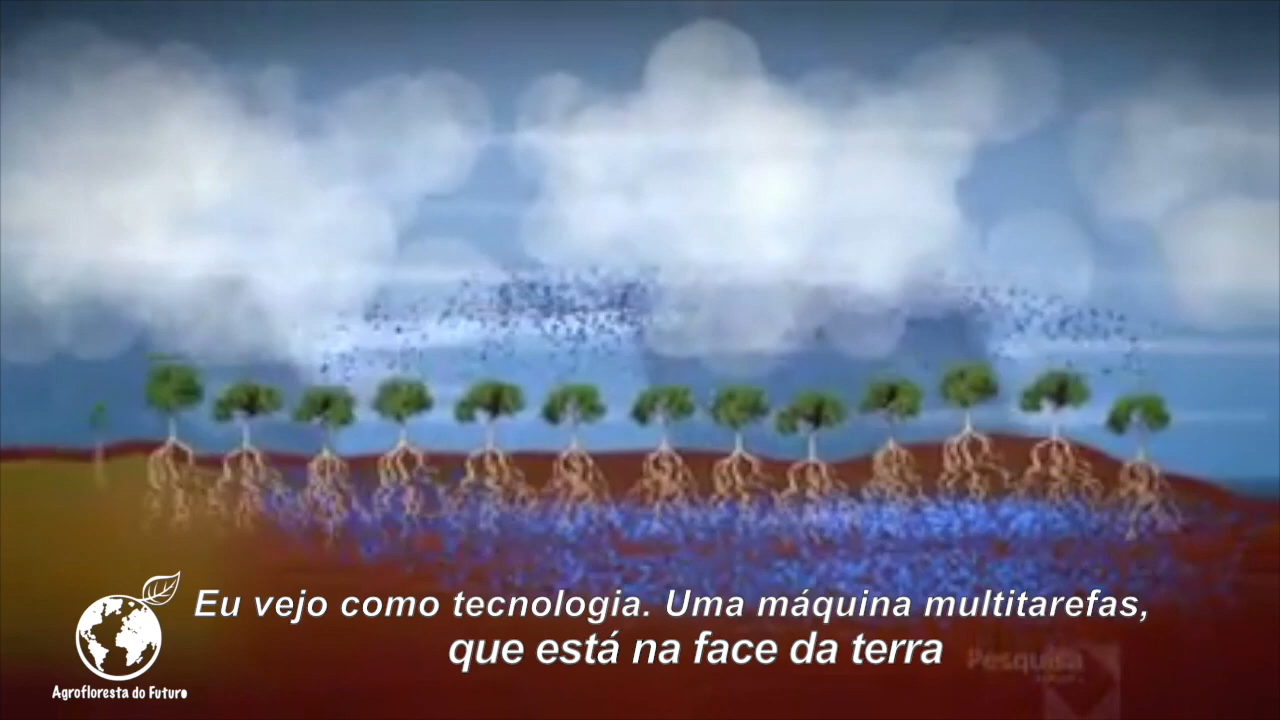 Eu vejo como tecnologia. Uma máquina multitarefas,
que está na face da terra
Pesquisa
Agrofloresta do Futuro